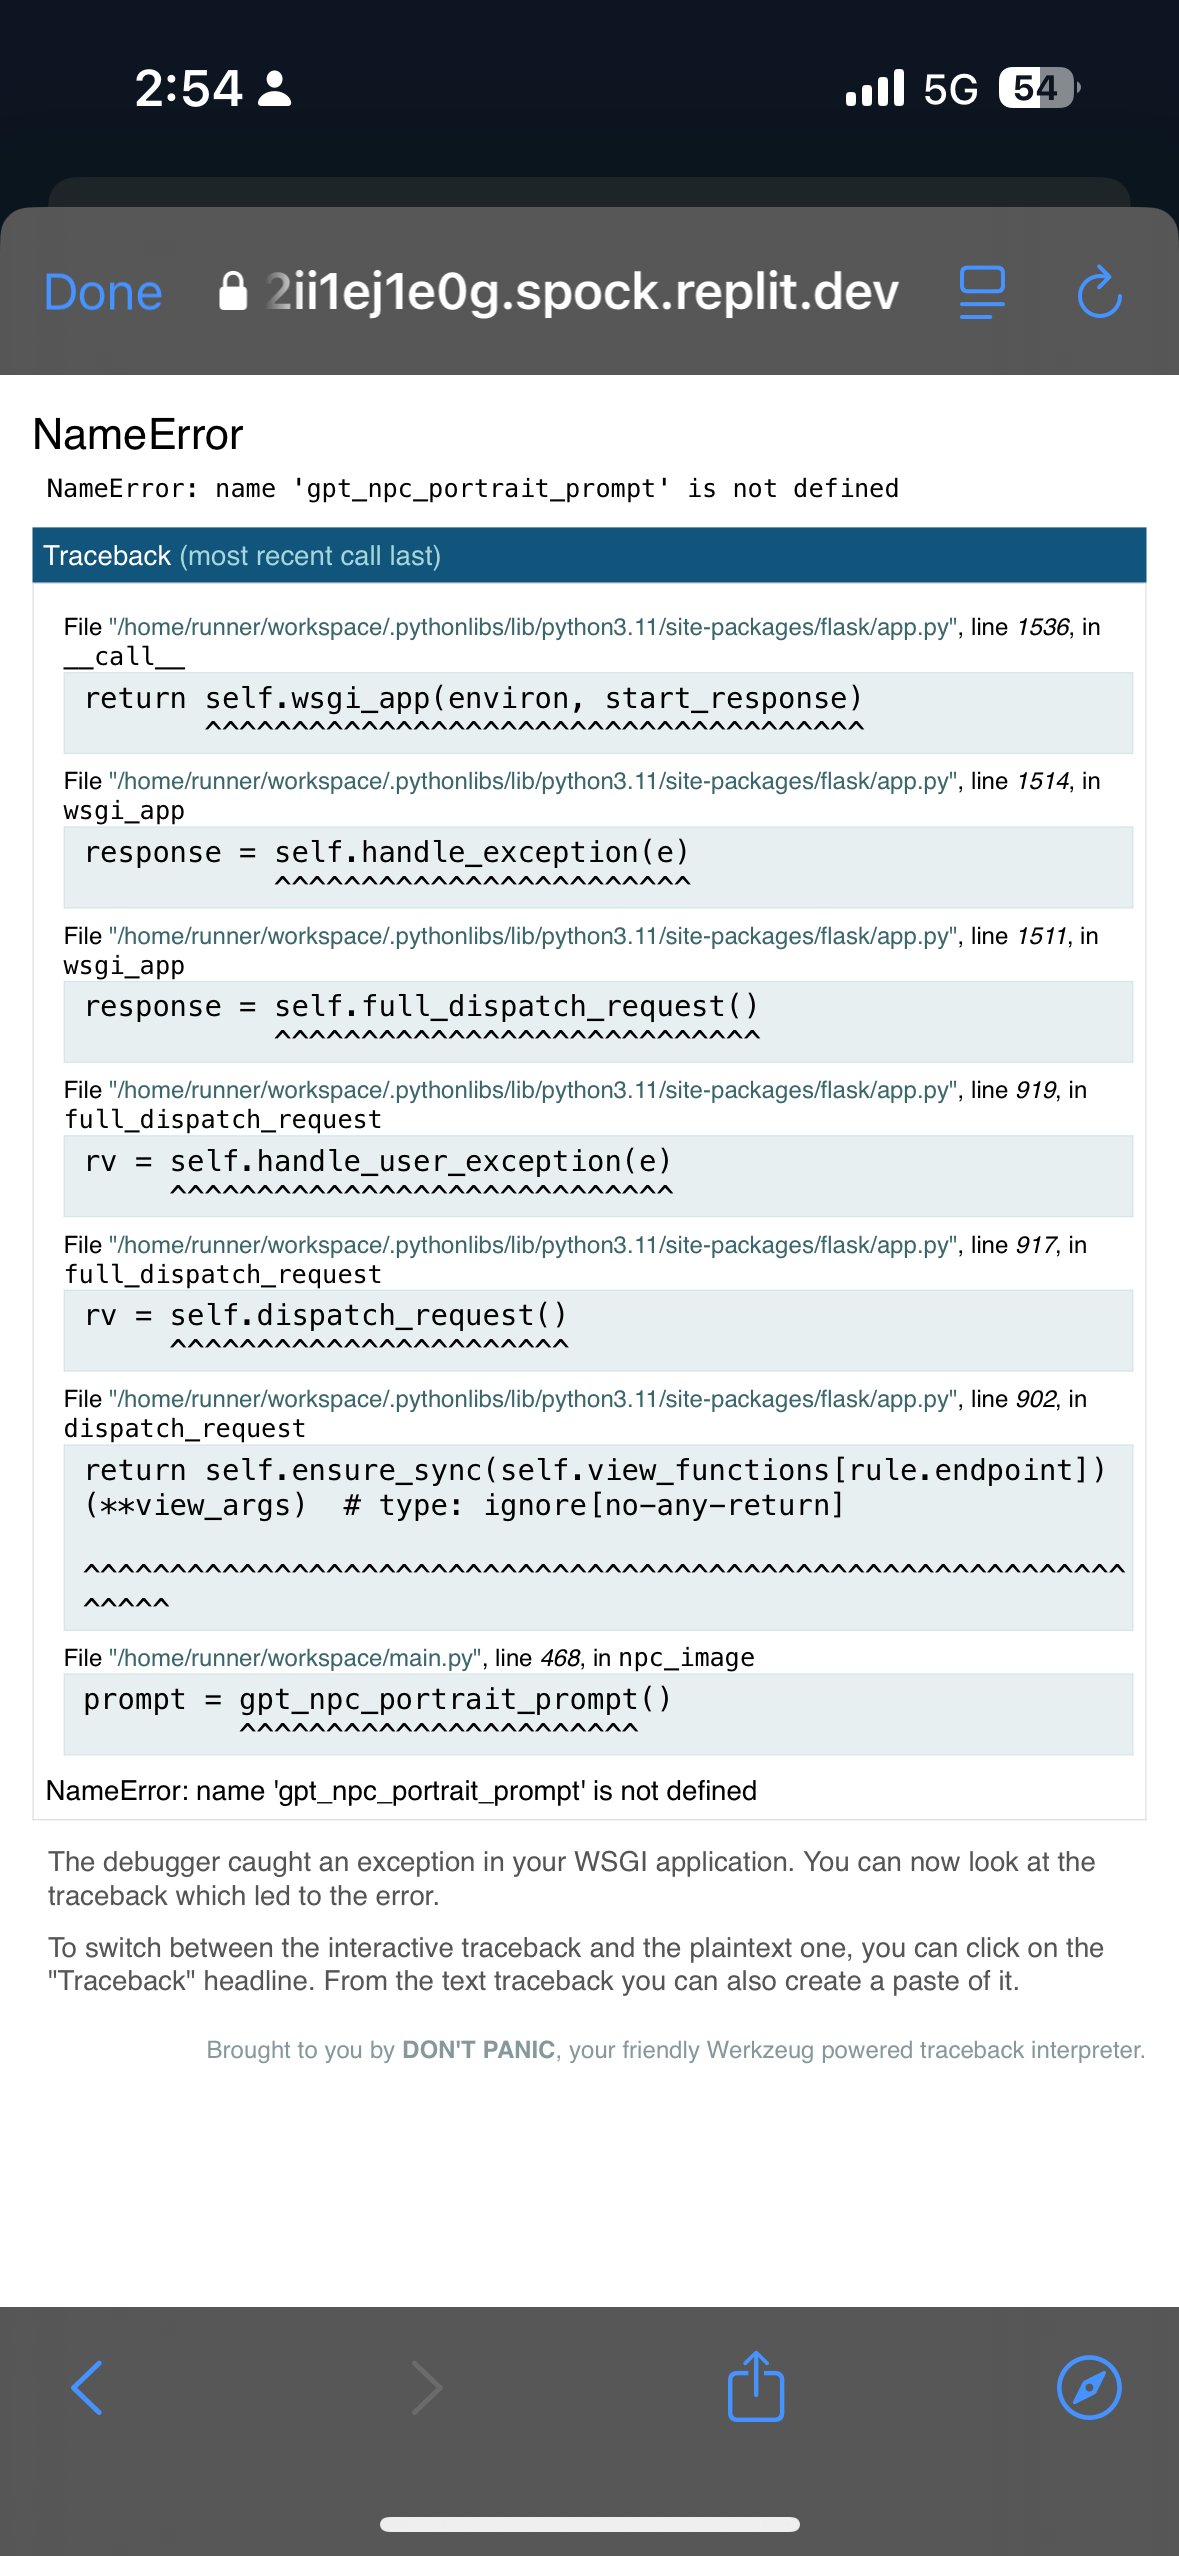 2:54
5G
54
Done
2ii1ej1e0g.spock.replit.dev
NameError
NameError: name 'gpt_npc_portrait_prompt' is not defined
Traceback (most recent call last)
File "/home/runner/workspace/.pythonlibs/lib/python3.11/site-packages/flask/app.py", line 1536, in
__call__
return self.wsgi_app(environ, start_response)
^^^^^^^^^^^^^^^^^^^^^^^^^^^^^^^^^^^^^^
File "/home/runner/workspace/.pythonlibs/lib/python3.11/site-packages/flask/app.py", line 1514, in
wsgi_app
response = self.handle_exception(e)
^^^^^^^^^^^^^^^^^^^^^^^^
File "/home/runner/workspace/.pythonlibs/lib/python3.11/site-packages/flask/app.py", line 1511, in
wsgi_app
response = self.full_dispatch_request()
^^^^^^^^^^^^^^^^^^^^^^^^^^^^
File "/home/runner/workspace/.pythonlibs/lib/python3.11/site-packages/flask/app.py", line 919, in
full_dispatch_request
rv = self.handle_user_exception(e)
^^^^^^^^^^^^^^^^^^^^^^^^^^^^^
File "/home/runner/workspace/.pythonlibs/lib/python3.11/site-packages/flask/app.py", line 917, in
full_dispatch_request
rv = self.dispatch_request()
^^^^^^^^^^^^^^^^^^^^^^^
File "/home/runner/workspace/.pythonlibs/lib/python3.11/site-packages/flask/app.py", line 902, in
dispatch_request
return self.ensure_sync(self.view_functions[rule.endpoint])
(**view_args)  # type: ignore[no-any-return]
^^^^^^^^^^^^^^^^^^^^^^^^^^^^^^^^^^^^^^^^^^^^^^^^^^^^^^^^^^^^
^^^^^
File "/home/runner/workspace/main.py", line 468, in npc_image
prompt = gpt_npc_portrait_prompt()
^^^^^^^^^^^^^^^^^^^^^^^
NameError: name 'gpt_npc_portrait_prompt' is not defined
The debugger caught an exception in your WSGI application. You can now look at the
traceback which led to the error.
To switch between the interactive traceback and the plaintext one, you can click on the
"Traceback" headline. From the text traceback you can also create a paste of it.
Brought to you by DON'T PANIC, your friendly Werkzeug powered traceback interpreter.